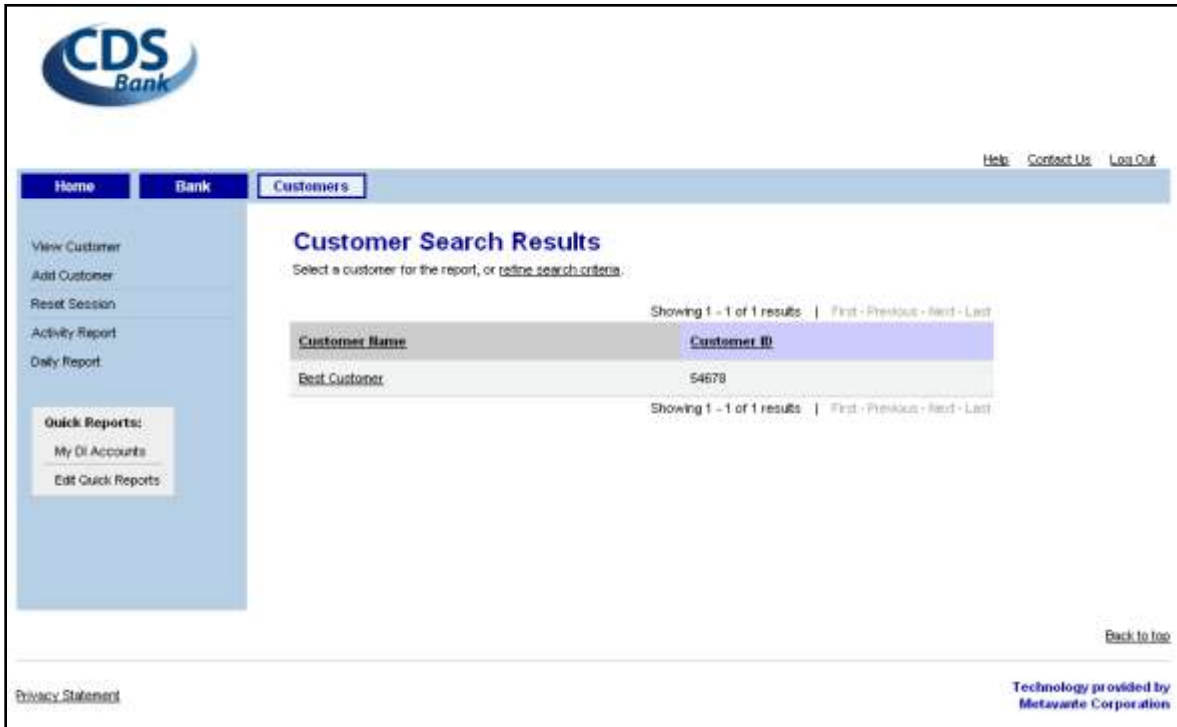 CDS
Bank
Help Contact Us Log Out
Home Bank Customers
View Customer
Add Customer
Reset Session
Activity Report
Daily Report
Quick Reports:
My DI Accounts
Edit Quick Reports
Customer Search Results
Select a customer for the report, or refine search criteria.
Showing 1 - 1 of 1 results | First - Previous - Next - Last
Customer Name Customer ID
Best Customer 54678
Showing 1 - 1 of 1 results | First - Previous - Next - Last
Back to top
Privacy Statement
Technology provided by
Metavante Corporation